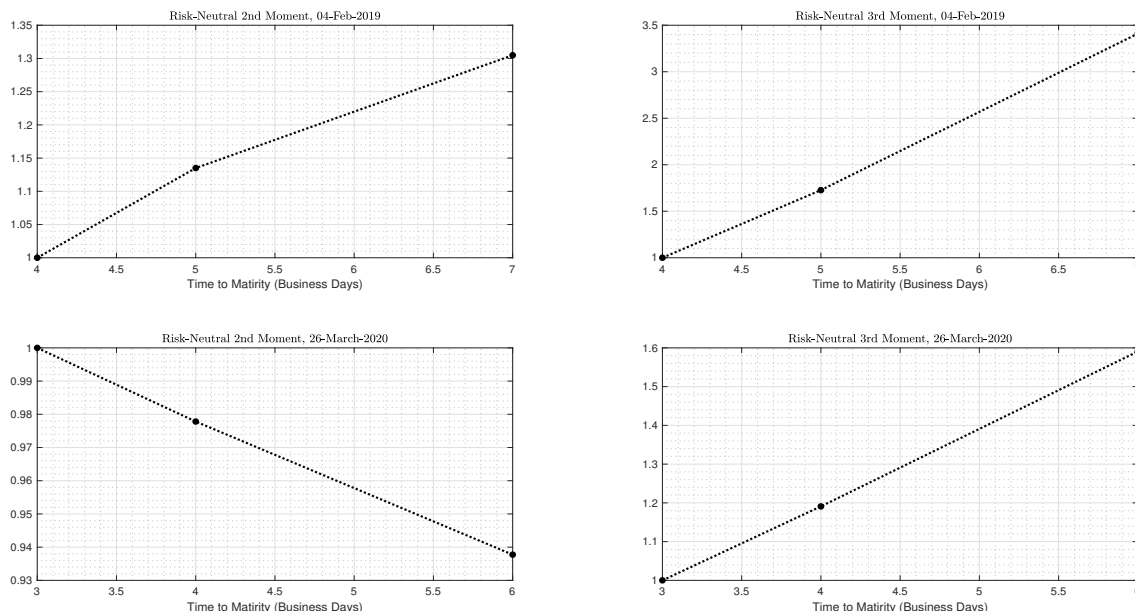 Risk-Neutral 2nd Moment, 04-Feb-2019
1.35
1.3
1.25
1.2
1.15
1.1
1.05
1
4 4.5 5 5.5 6 6.5 7
Time to Matirity (Business Days)
Risk-Neutral 3rd Moment, 04-Feb-2019
3.5
3
2.5
2
1.5
1
4 4.5 5 5.5 6 6.5
Time to Matirity (Business Days)
Risk-Neutral 2nd Moment, 26-March-2020
1
0.99
0.98
0.97
0.96
0.95
0.94
0.93
3 3.5 4 4.5 5 5.5 6
Time to Matirity (Business Days)
Risk-Neutral 3rd Moment, 26-March-2020
1.6
1.5
1.4
1.3
1.2
1.1
1
3 3.5 4 4.5 5 5.5
Time to Matirity (Business Days)